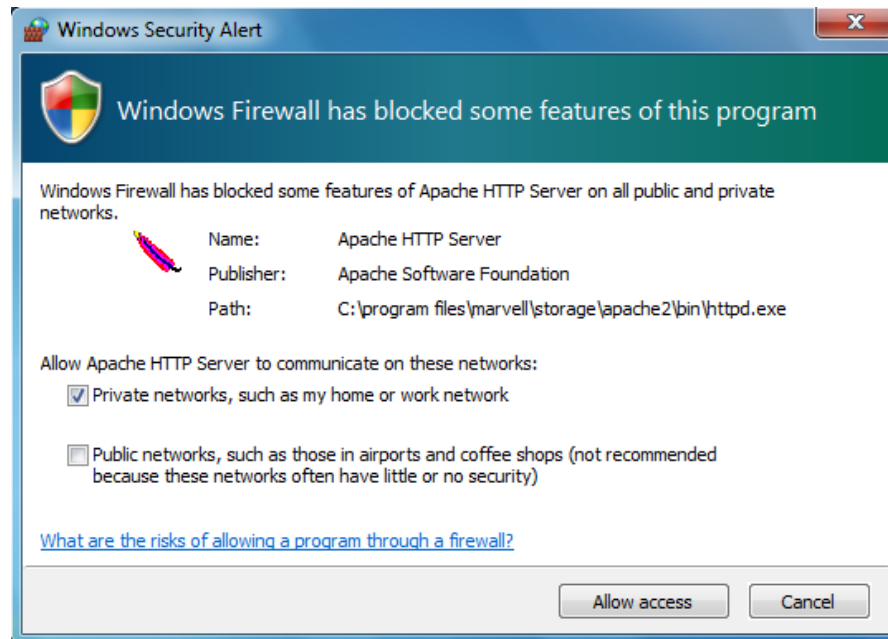 Windows Security Alert
Windows Firewall has blocked some features of this program
Windows Firewall has blocked some features of Apache HTTP Server on all public and private
networks.
Name: Apache HTTP Server
Publisher: Apache Software Foundation
Path: C:\program files\marvell\storage\apache2\bin\httpd.exe
Allow Apache HTTP Server to communicate on these networks:
Private networks, such as my home or work network
Public networks, such as those in airports and coffee shops (not recommended
because these networks often have little or no security)
What are the risks of allowing a program through a firewall?
Allow access Cancel